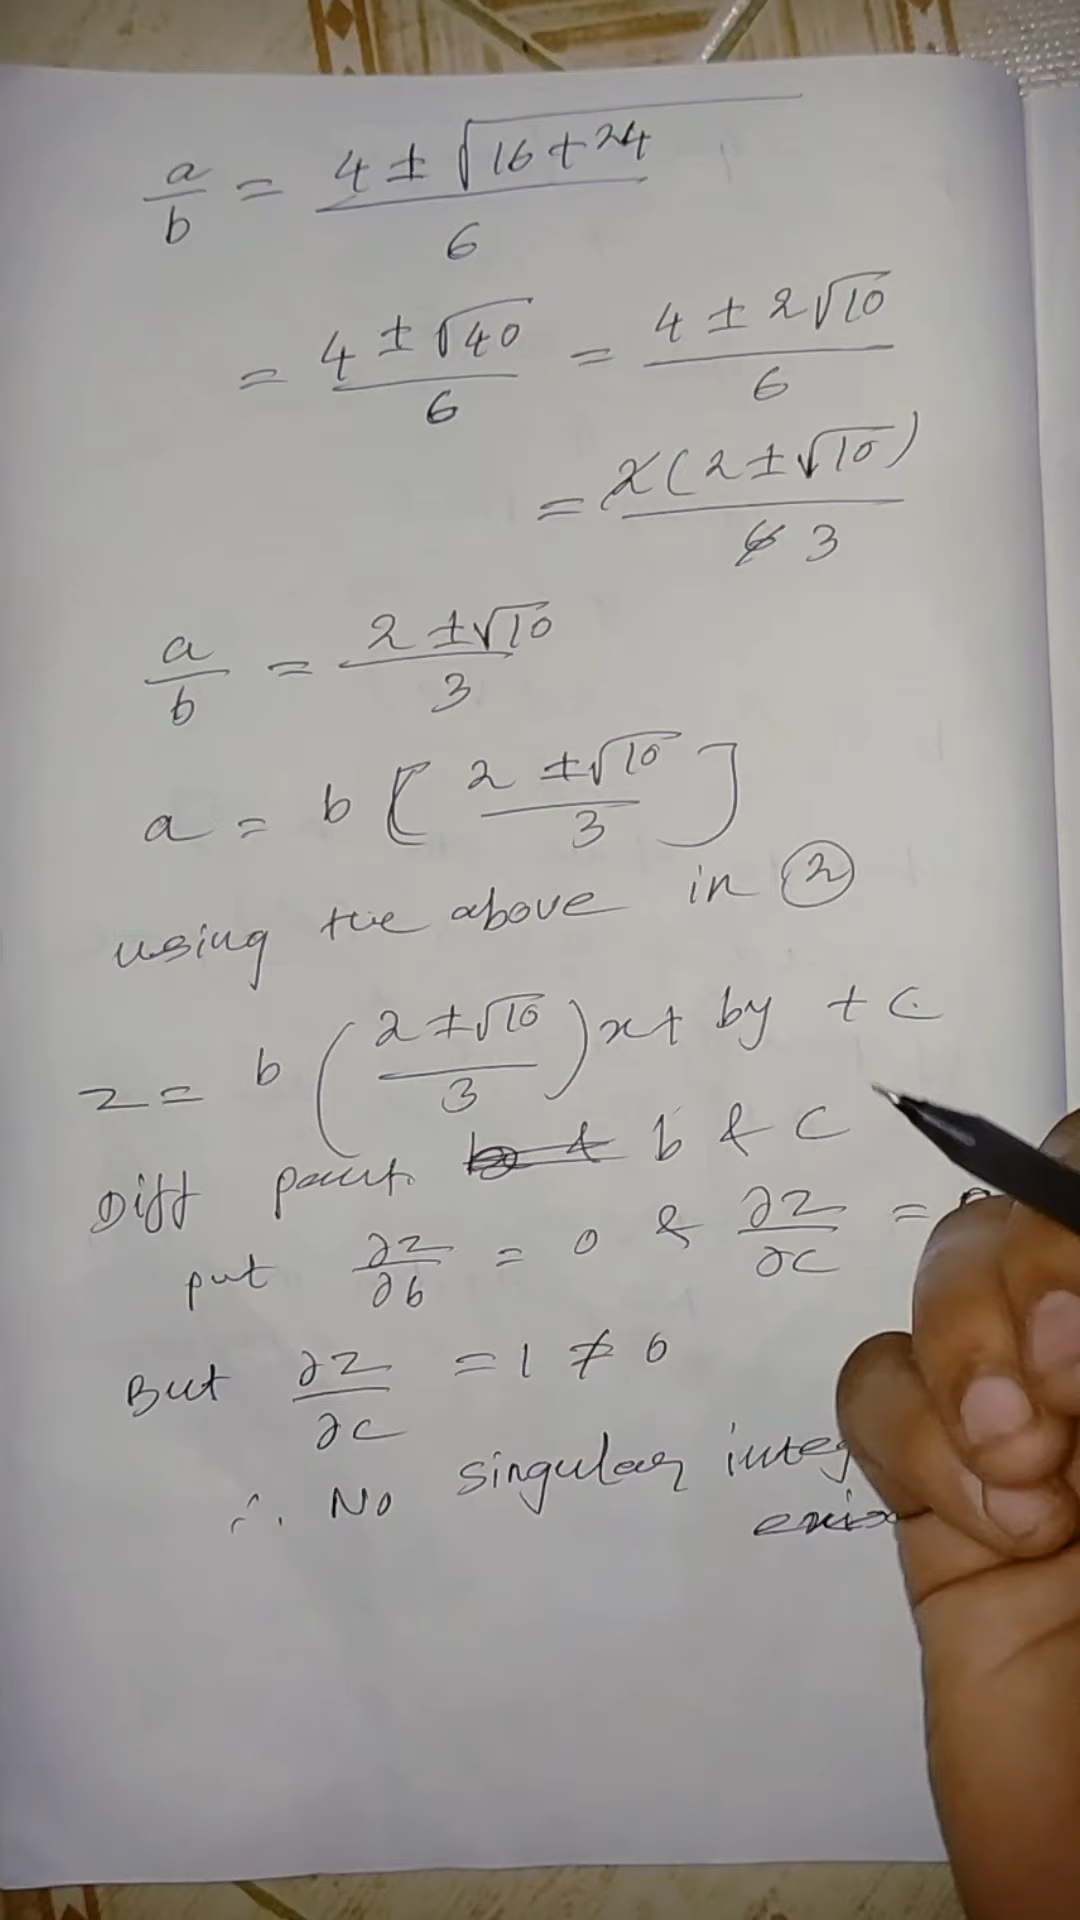 a/b = (4 ± √(16+24))/6
= (4 ± √40)/6 = (4 ± 2√10)/6
= 2(2 ± √10)/6 3
a/b = (2 ± √10)/3
a = b [(2 ± √10)/3]
using the above in ②
z = b ((2 ± √10)/3) x + by + c
Diff part. b & c
put ∂z/∂b = 0 & ∂z/∂c =
But ∂z/∂c = 1 ≠ 0
∴ No singular